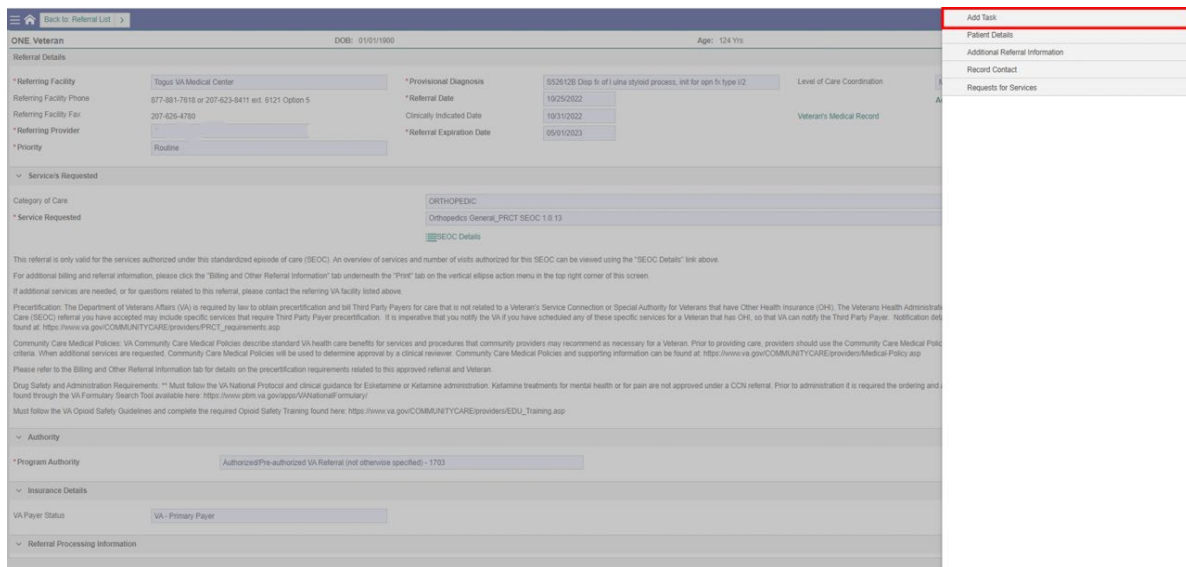 Back to: Referral List
Add Task
Patient Details
Additional Referral Information
Record Contact
Requests for Services
ONE, Veteran DOB: 01/01/1900 Age: 124 Yrs
Referral Details
*Referring Facility Togus VA Medical Center *Provisional Diagnosis S52612B Disp fx of l ulna styloid process, init for opn fx type I/2 Level of Care Coordination
Referring Facility Phone 877-881-7618 or 207-623-8411 ext. 6121 Option 5 *Referral Date 10/25/2022
Referring Facility Fax 207-626-4760 Clinically Indicated Date 10/31/2022 Veteran's Medical Record
*Referring Provider *Referral Expiration Date 05/01/2023
*Priority Routine
Service/s Requested
Category of Care ORTHOPEDIC
*Service Requested Orthopedics General_PRCT SEOC 1.0.13
SEOC Details
This referral is only valid for the services authorized under this standardized episode of care (SEOC). An overview of services and number of visits authorized for this SEOC can be viewed using the "SEOC Details" link above.
For additional billing and referral information, please click the "Billing and Other Referral Information" tab underneath the "Print" tab on the vertical ellipse action menu in the top right corner of this screen.
If additional services are needed, or for questions related to this referral, please contact the referring VA facility listed above.
Precertification: The Department of Veterans Affairs (VA) is required by law to obtain precertification and bill Third Party Payers for care that is not related to a Veteran's Service Connection or Special Authority for Veterans that have Other Health Insurance (OHI). The Veterans Health
Care (SEOC) referral you have accepted may include specific services that require Third Party Payer precertification. It is imperative that you notify the VA if you have scheduled any of these specific services for a Veteran that has OHI, so that VA can notify the Third Party Payer. Notification
found at: https://www.va.gov/COMMUNITYCARE/providers/PRCT_requirements.asp
Community Care Medical Policies: VA Community Care Medical Policies describe standard VA health care benefits for services and procedures that community providers may recommend as necessary for a Veteran. Prior to providing care, providers should use the Community Care Medical
criteria. When additional services are requested, Community Care Medical Policies will be used to determine approval by a clinical reviewer. Community Care Medical Policies and supporting information can be found at: https://www.va.gov/COMMUNITYCARE/providers/Medical-Policy.asp
Please refer to the Billing and Other Referral Information tab for details on the precertification requirements related to this approved referral and Veteran.
Drug Safety and Administration Requirements: ** Must follow the VA National Protocol and clinical guidance for Esketamine or Ketamine administration. Ketamine treatments for mental health or for pain are not approved under a CCN referral. Prior to administration it is required the ordering and
found through the VA Formulary Search Tool available here: https://www.pbm.va.gov/apps/VANationalFormulary/
Must follow the VA Opioid Safety Guidelines and complete the required Opioid Safety Training found here: https://www.va.gov/COMMUNITYCARE/providers/EDU_Training.asp
Authority
*Program Authority Authorized/Pre-authorized VA Referral (not otherwise specified) - 1703
Insurance Details
VA Payer Status VA - Primary Payer
Referral Processing Information